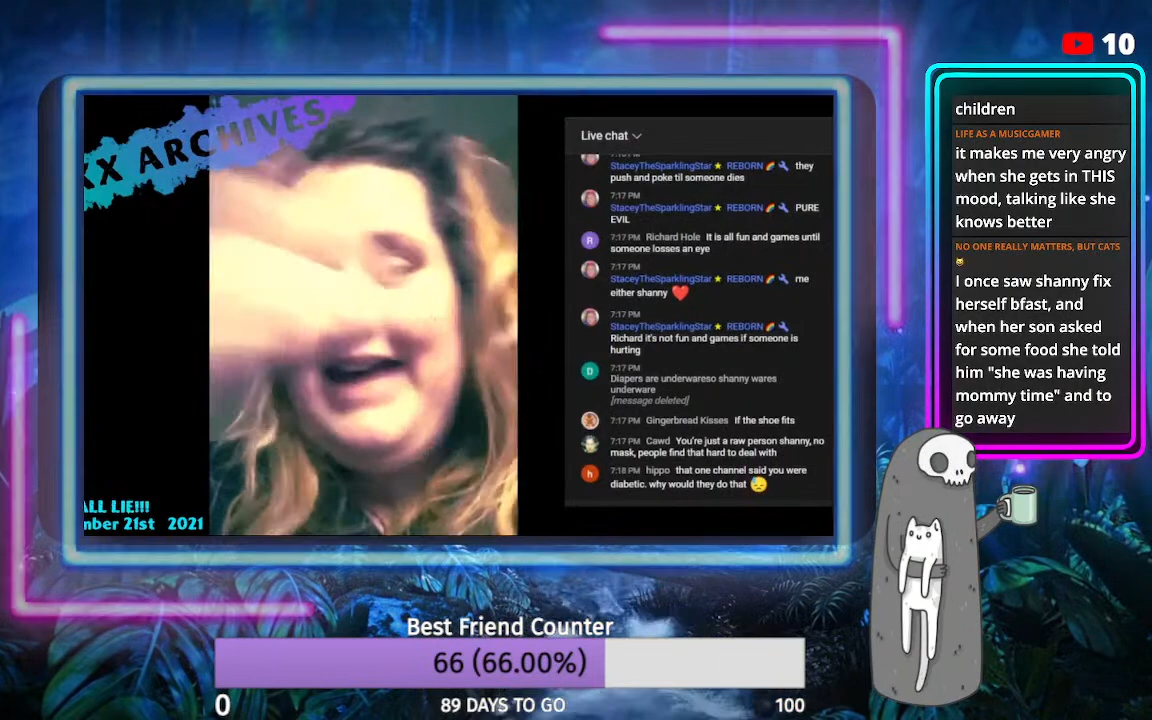 10
XX ARCHIVES
ALL LIE!!!
mber 21st 2021
Live chat
StaceyTheSparklingStar REBORN they
push and poke til someone dies
7:17 PM
StaceyTheSparklingStar REBORN PURE
EVIL
7:17 PM Richard Hole It is all fun and games until
someone losses an eye
7:17 PM
StaceyTheSparklingStar REBORN me
either shanny
7:17 PM
StaceyTheSparklingStar REBORN
Richard it's not fun and games if someone is
hurting
7:17 PM
Diapers are underwareso shanny wares
underware
[message deleted]
7:17 PM Gingerbread Kisses If the shoe fits
7:17 PM Cawd You're just a raw person shanny, no
mask, people find that hard to deal with
7:18 PM hippo that one channel said you were
diabetic. why would they do that
children
LIFE AS A MUSICGAMER
it makes me very angry
when she gets in THIS
mood, talking like she
knows better
NO ONE REALLY MATTERS, BUT CATS
I once saw shanny fix
herself bfast, and
when her son asked
for some food she told
him "she was having
mommy time" and to
go away
Best Friend Counter
66 (66.00%)
0
89 DAYS TO GO
100